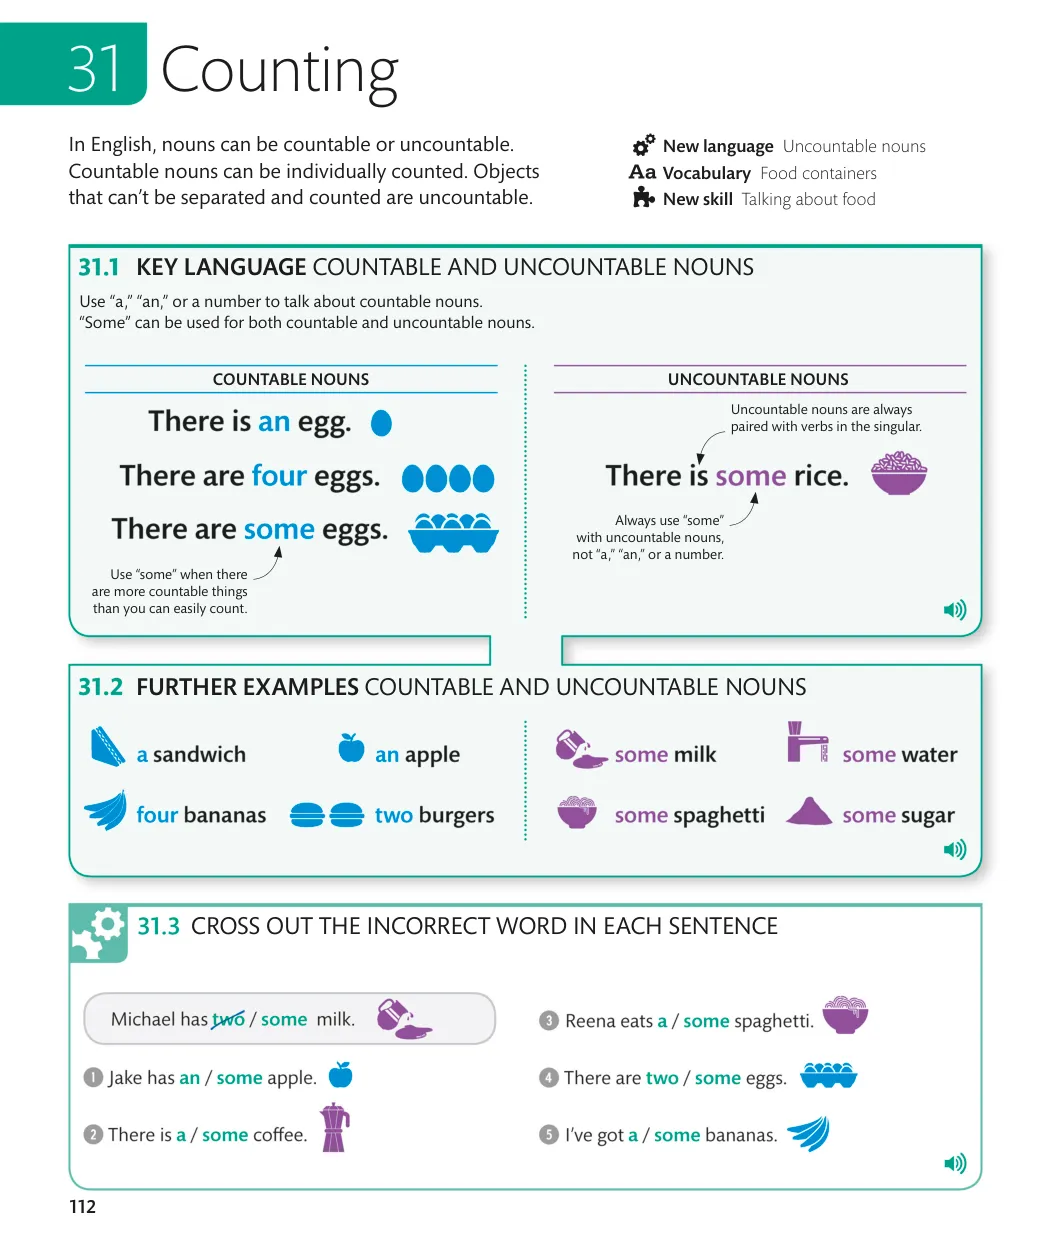 31 Counting
In English, nouns can be countable or uncountable.
Countable nouns can be individually counted. Objects
that can't be separated and counted are uncountable.
New language Uncountable nouns
Aa Vocabulary Food containers
New skill Talking about food
31.1 KEY LANGUAGE COUNTABLE AND UNCOUNTABLE NOUNS
Use “a,” “an,” or a number to talk about countable nouns.
“Some” can be used for both countable and uncountable nouns.
COUNTABLE NOUNS
There is an egg.
There are four eggs.
There are some eggs.
Use “some” when there
are more countable things
than you can easily count.
UNCOUNTABLE NOUNS
Uncountable nouns are always
paired with verbs in the singular.
There is some rice.
Always use “some”
with uncountable nouns,
not “a,” “an,” or a number.
31.2 FURTHER EXAMPLES COUNTABLE AND UNCOUNTABLE NOUNS
a sandwich
an apple
some milk
some water
four bananas
two burgers
some spaghetti
some sugar
31.3 CROSS OUT THE INCORRECT WORD IN EACH SENTENCE
Michael has two / some milk.
1 Jake has an / some apple.
2 There is a / some coffee.
3 Reena eats a / some spaghetti.
4 There are two / some eggs.
5 I've got a / some bananas.
112